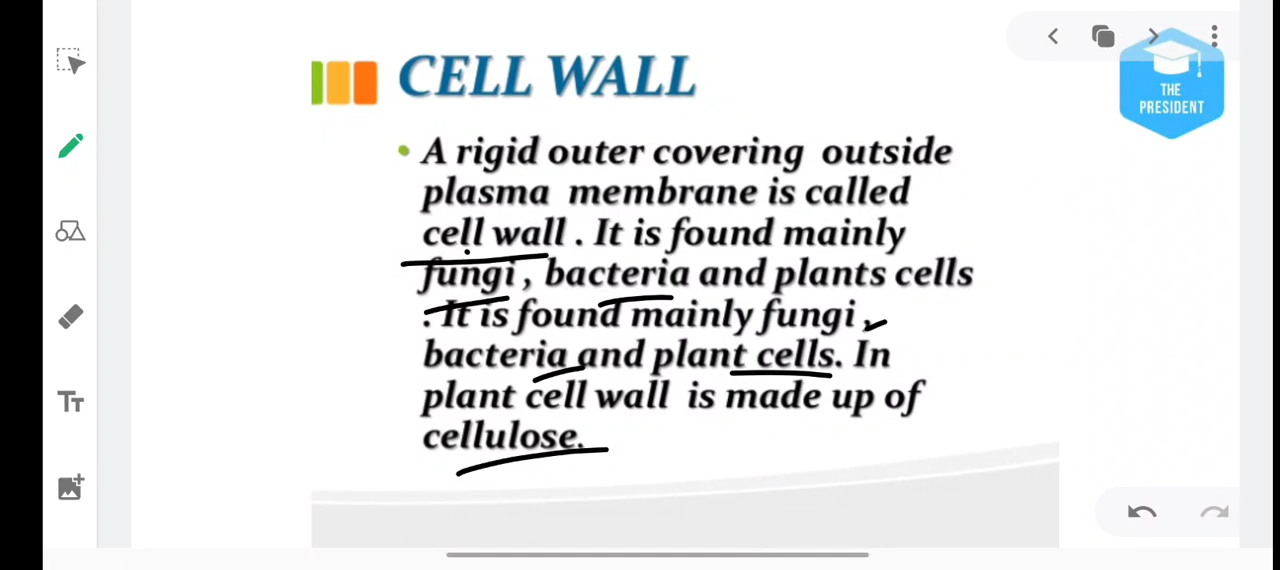 CELL WALL
THE
PRESIDENT
• A rigid outer covering outside
plasma membrane is called
cell wall . It is found mainly
fungi , bacteria and plants cells
. It is found mainly fungi ,
bacteria and plant cells. In
plant cell wall is made up of
cellulose.
TT